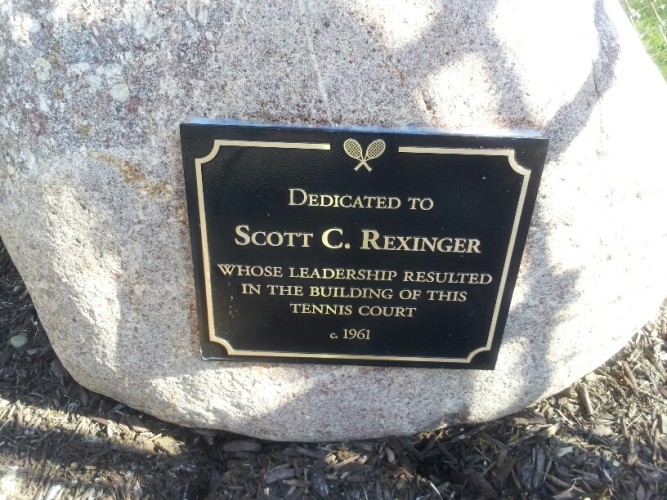 Dedicated to
Scott C. Rexinger
whose leadership resulted
in the building of this
tennis court
c. 1961